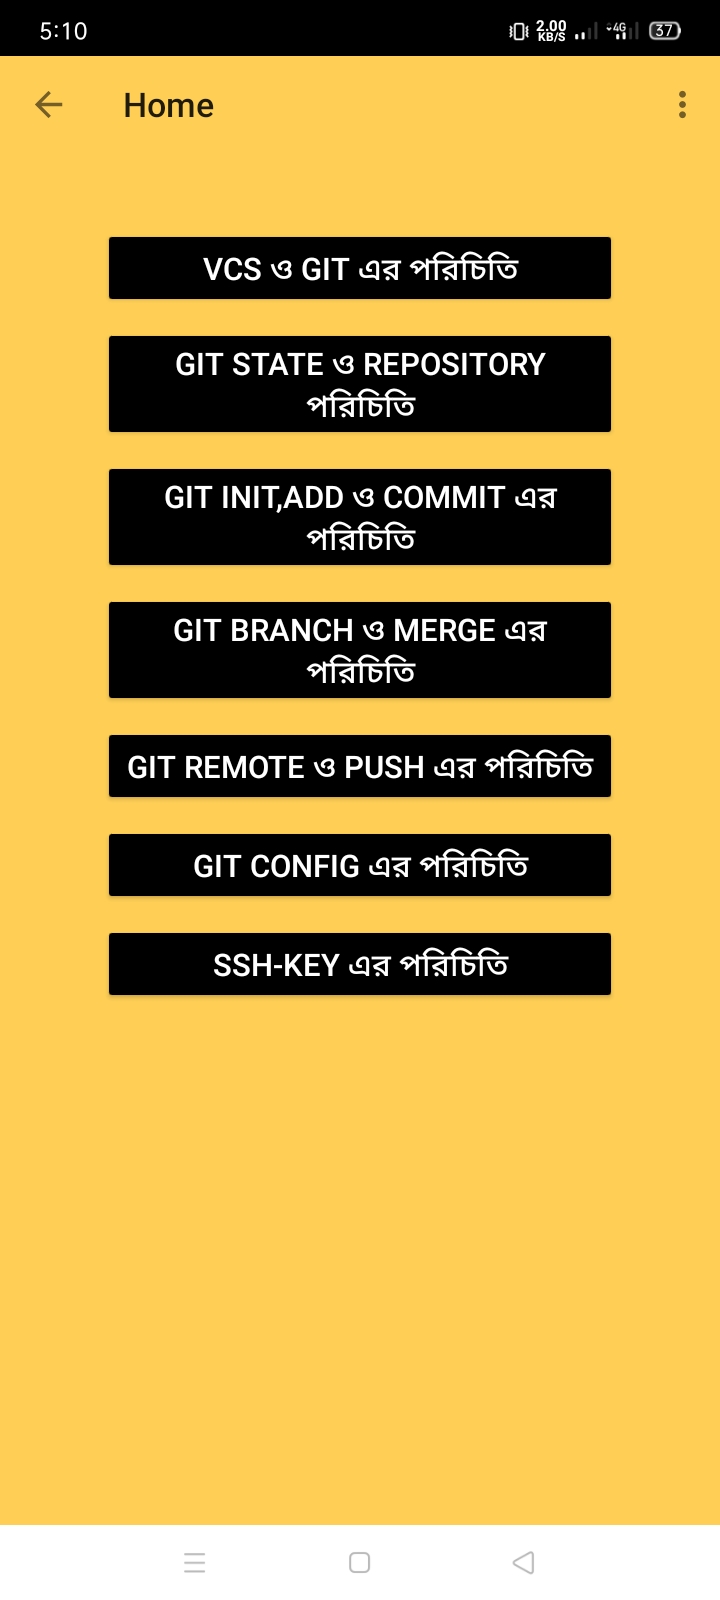 5:10
2.00
KB/S
4G
37
Home
VCS ও GIT এর পরিচিতি
GIT STATE ও REPOSITORY
পরিচিতি
GIT INIT,ADD ও COMMIT এর
পরিচিতি
GIT BRANCH ও MERGE এর
পরিচিতি
GIT REMOTE ও PUSH এর পরিচিতি
GIT CONFIG এর পরিচিতি
SSH-KEY এর পরিচিতি